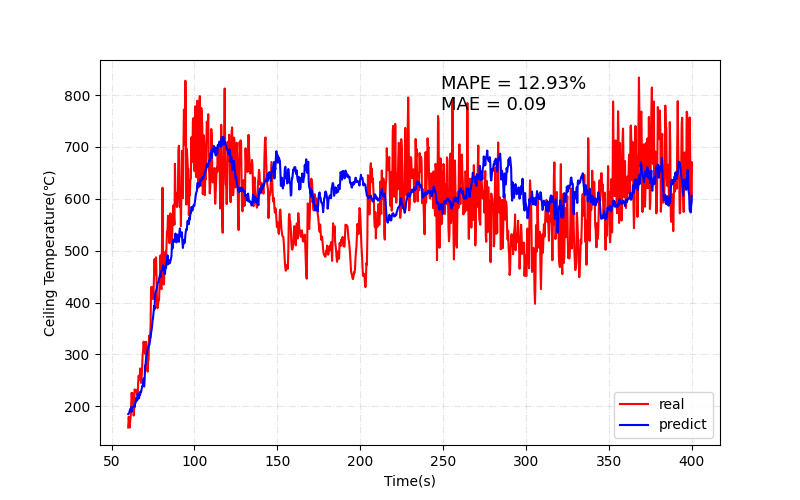 MAPE = 12.93%
MAE = 0.09
Ceiling Temperature(℃)
800
700
600
500
400
300
200
50
100
150
200
250
300
350
400
Time(s)
real
predict